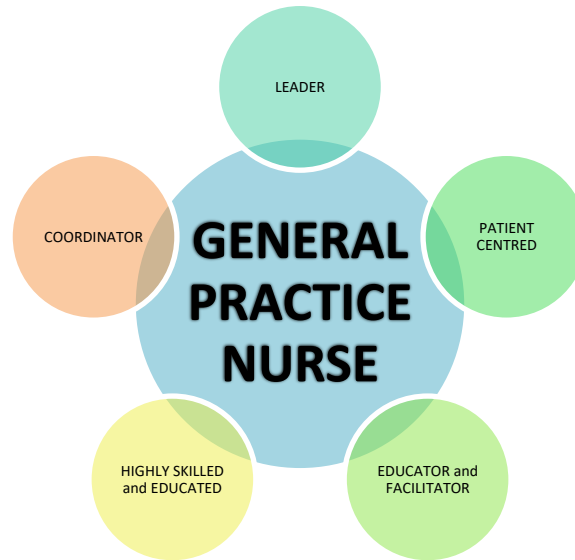 LEADER
COORDINATOR
PATIENT
CENTRED
GENERAL
PRACTICE
NURSE
HIGHLY SKILLED
and EDUCATED
EDUCATOR and
FACILITATOR